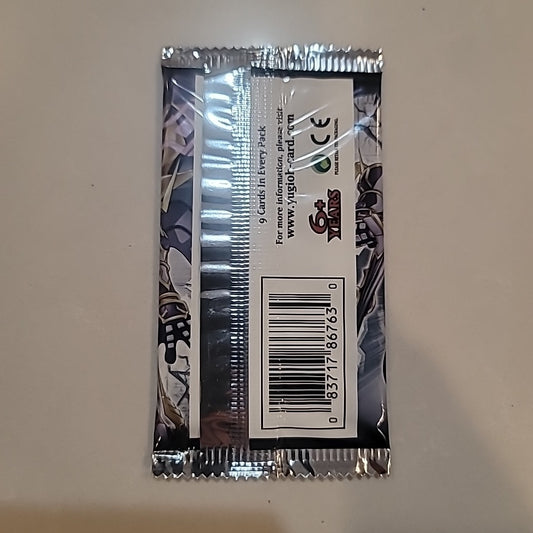 9 Cards In Every Pack
For more information, please visit
www.yugioh-card.com
6+
YEARS
CE
0 83717 86763 0